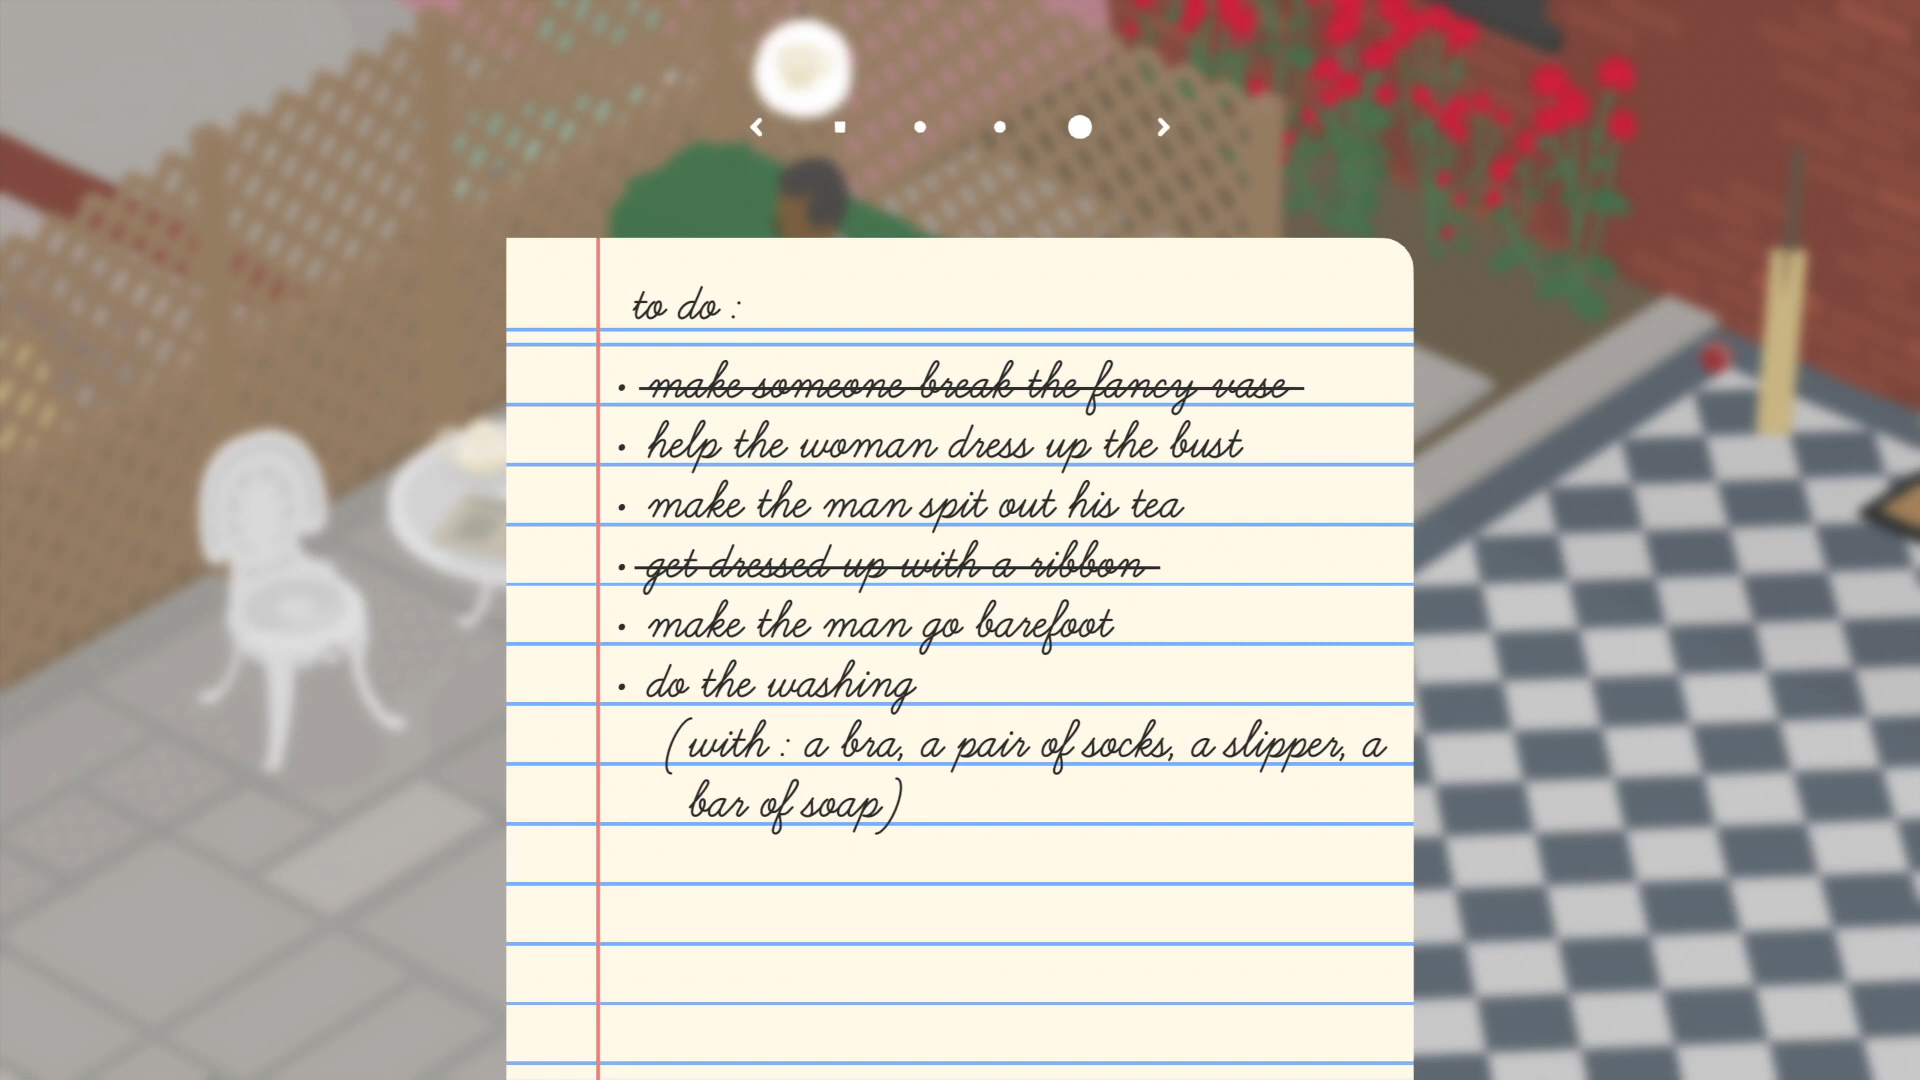 to do :
• make someone break the fancy vase
• help the woman dress up the bust
• make the man spit out his tea
• get dressed up with a ribbon
• make the man go barefoot
• do the washing
(with : a bra, a pair of socks, a slipper, a
bar of soap)